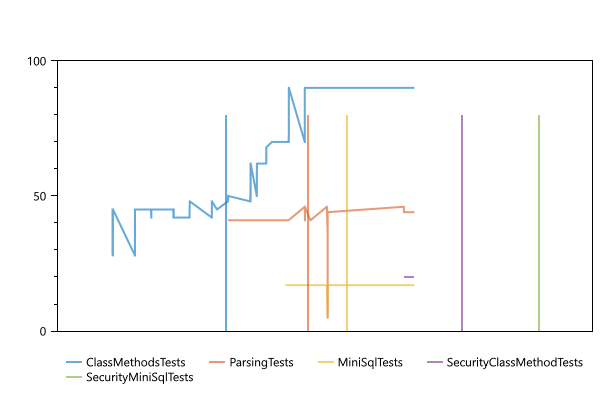 100
50
0
ClassMethodsTests ParsingTests MiniSqlTests SecurityClassMethodTests
SecurityMiniSqlTests